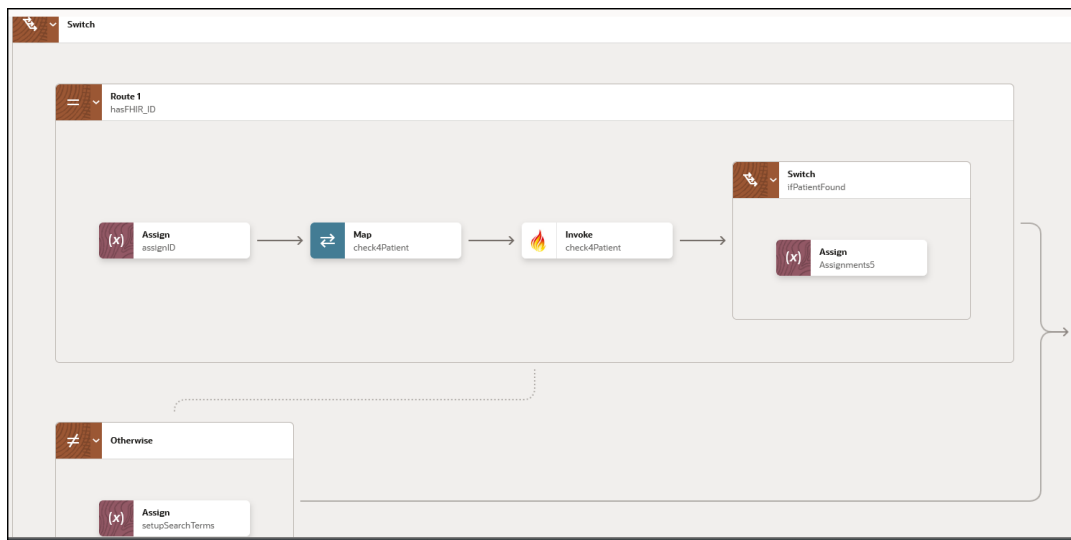 Switch
Route 1
hasFHIR_ID
Switch
ifPatientFound
(x)
Assign
assignID
Map
check4Patient
Invoke
check4Patient
(x)
Assign
Assignments5
Otherwise
(x)
Assign
setupSearchTerms